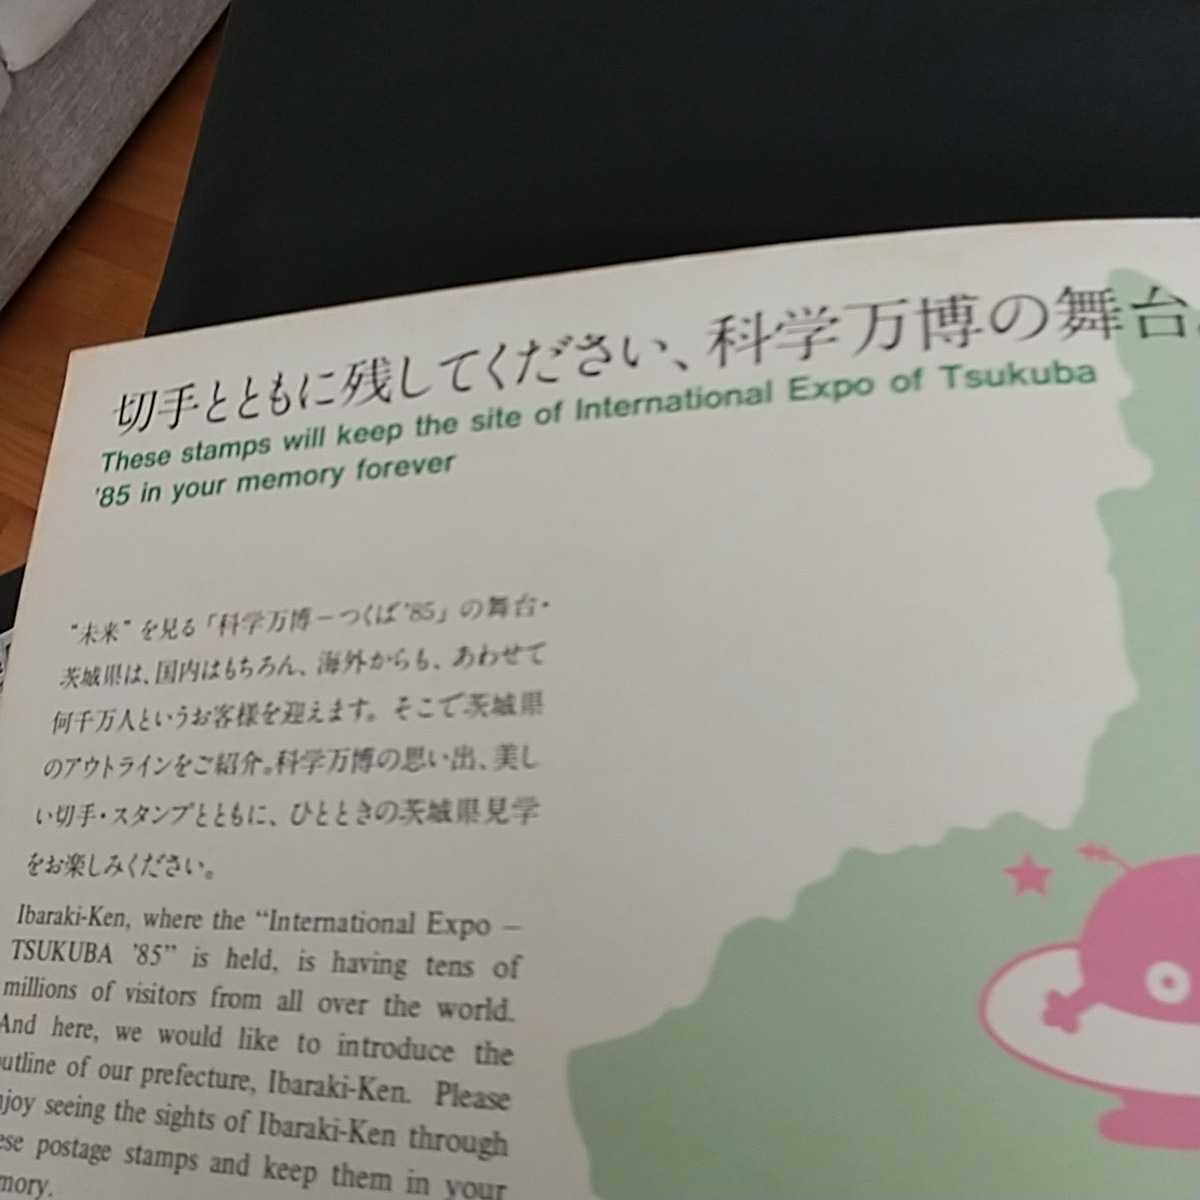 切手とともに残してください、科学万博の舞台
These stamps will keep the site of International Expo of Tsukuba
'85 in your memory forever
“未来”を見る「科学万博－つくば'85」の舞台・
茨城県は、国内はもちろん、海外からも、あわせて
何千万人というお客様を迎えます。そこで茨城県
のアウトラインをご紹介。科学万博の思い出、美し
い切手・スタンプとともに、ひとときの茨城県見学
をお楽しみください。
Ibaraki-Ken, where the “International Expo –
TSUKUBA '85” is held, is having tens of
millions of visitors from all over the world.
And here, we would like to introduce the
outline of our prefecture, Ibaraki-Ken. Please
njoy seeing the sights of Ibaraki-Ken through
ese postage stamps and keep them in your
mory.